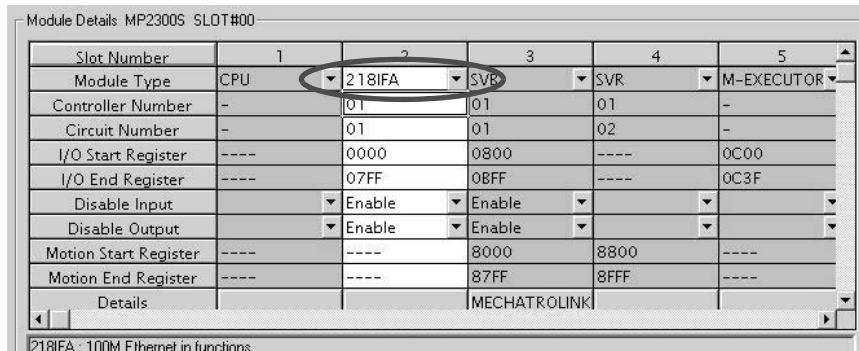 Module Details MP2300S SLOT#00
Slot Number 1 2 3 4 5
Module Type CPU 218IFA SVR SVR M-EXECUTOR
Controller Number - 01 01 01 -
Circuit Number - 01 01 02 -
I/O Start Register ---- 0000 0800 ---- 0C00
I/O End Register ---- 07FF 0BFF ---- 0C3F
Disable Input Enable Enable
Disable Output Enable Enable
Motion Start Register ---- ---- 8000 8800 ----
Motion End Register ---- ---- 87FF 8FFF ----
Details MECHATROLINK
218IFA : 100M Ethernet in functions